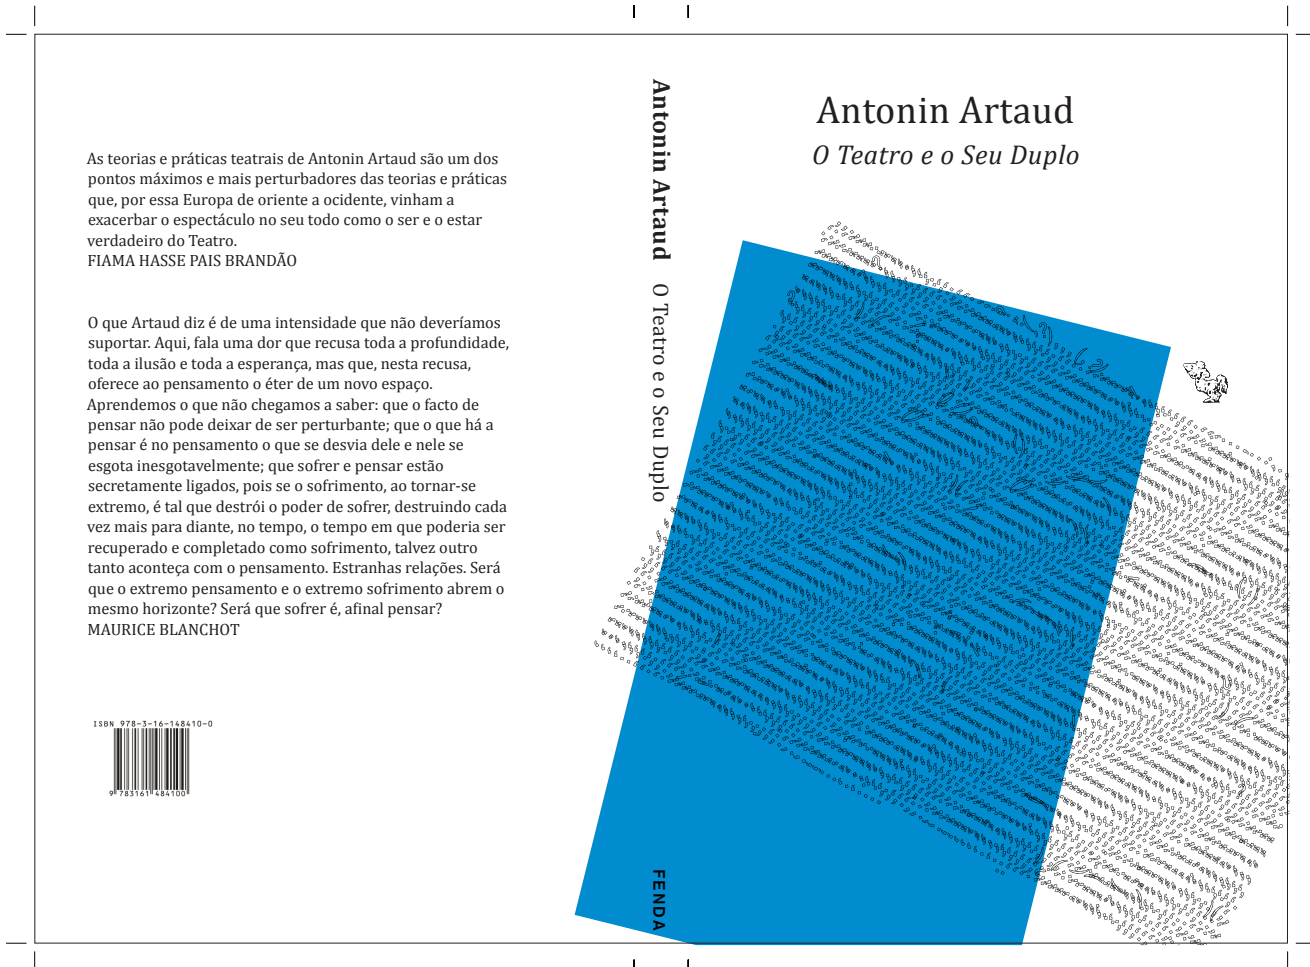 As teorias e práticas teatrais de Antonin Artaud são um dos
pontos máximos e mais perturbadores das teorias e práticas
que, por essa Europa de oriente a ocidente, vinham a
exacerbar o espectáculo no seu todo como o ser e o estar
verdadeiro do Teatro.
FIAMA HASSE PAIS BRANDÃO
O que Artaud diz é de uma intensidade que não deveríamos
suportar. Aqui, fala uma dor que recusa toda a profundidade,
toda a ilusão e toda a esperança, mas que, nesta recusa,
oferece ao pensamento o éter de um novo espaço.
Aprendemos o que não chegamos a saber: que o facto de
pensar não pode deixar de ser perturbante; que o que há a
pensar é no pensamento o que se desvia dele e nele se
esgota inesgotavelmente; que sofrer e pensar estão
secretamente ligados, pois se o sofrimento, ao tornar-se
extremo, é tal que destrói o poder de sofrer, destruindo cada
vez mais para diante, no tempo, o tempo em que poderia ser
recuperado e completado como sofrimento, talvez outro
tanto aconteça com o pensamento. Estranhas relações. Será
que o extremo pensamento e o extremo sofrimento abrem o
mesmo horizonte? Será que sofrer é, afinal pensar?
MAURICE BLANCHOT
ISBN 978-3-16-148410-0
9 783161 484100
Antonin Artaud O Teatro e o Seu Duplo
FENDA
Antonin Artaud
O Teatro e o Seu Duplo